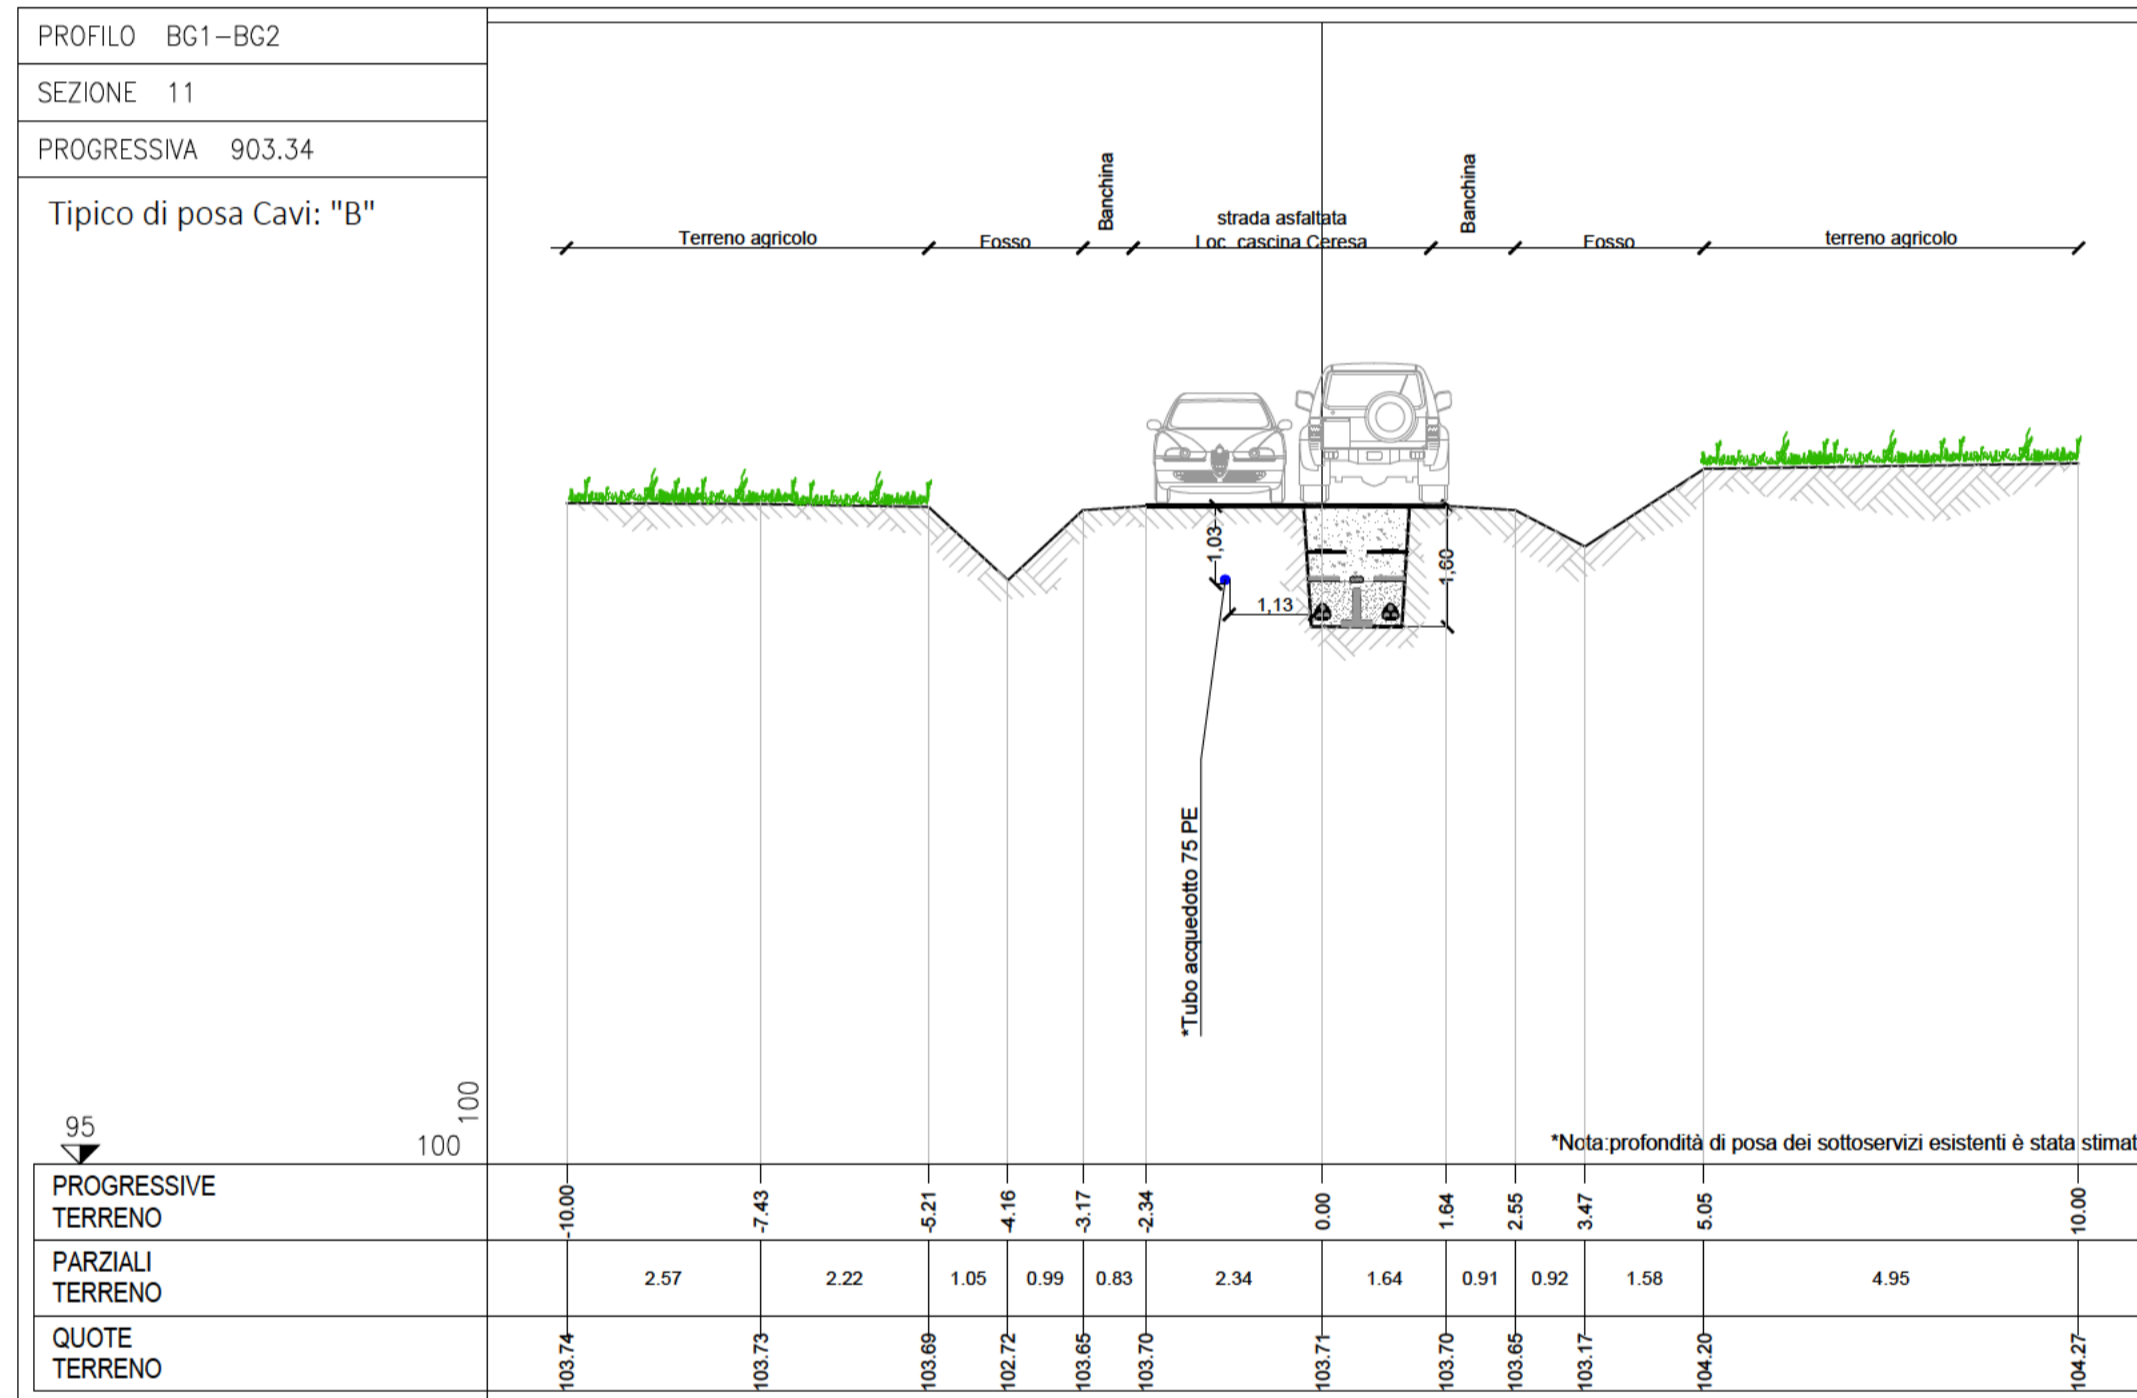 PROFILO BG1-BG2
SEZIONE 11
PROGRESSIVA 903.34
Tipico di posa Cavi: "B"
Terreno agricolo
Fosso
Banchina
strada asfaltata
Loc. cascina Ceresa
Banchina
Fosso
terreno agricolo
1,03
1,13
1,60
*Tubo acquedotto 75 PE
95
100
100
*Nota:profondità di posa dei sottoservizi esistenti è stata stimat
PROGRESSIVE
TERRENO
-10.00 -7.43 -5.21 -4.16 -3.17 -2.34 0.00 1.64 2.55 3.47 5.05 10.00
PARZIALI
TERRENO
2.57 2.22 1.05 0.99 0.83 2.34 1.64 0.91 0.92 1.58 4.95
QUOTE
TERRENO
103.74 103.73 103.69 102.72 103.65 103.70 103.71 103.70 103.65 103.17 104.20 104.27